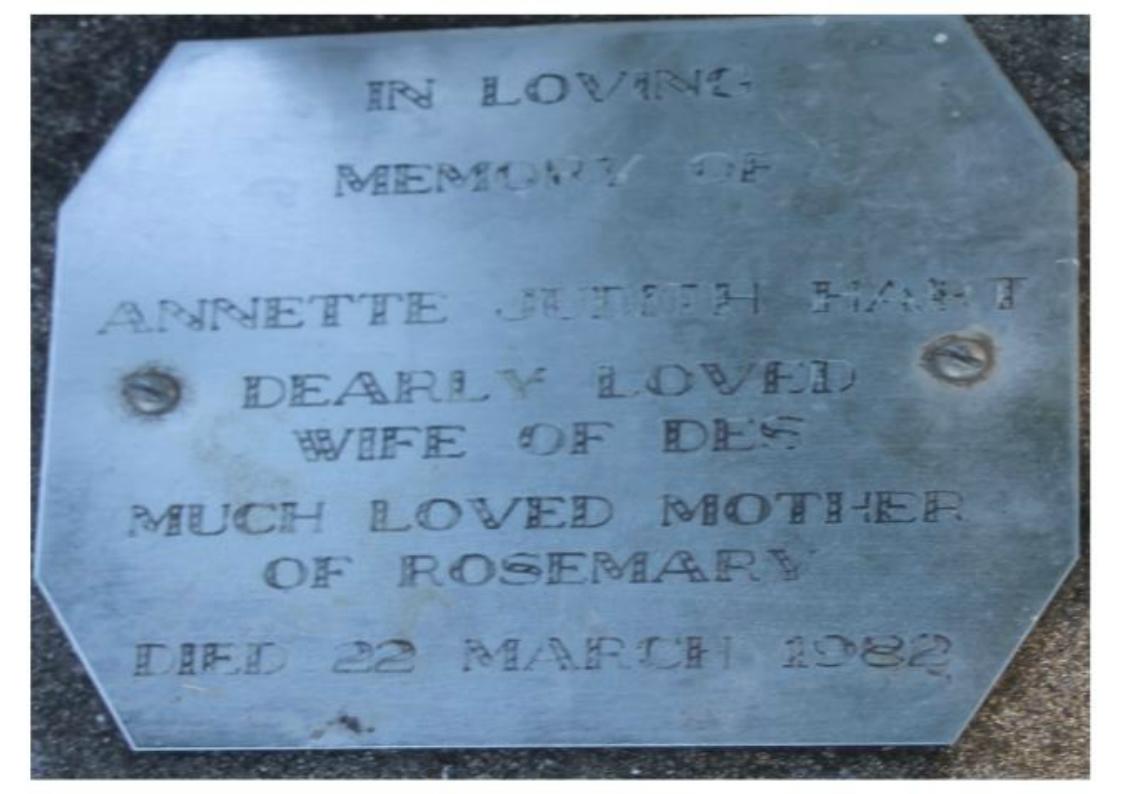 IN LOVING
MEMORY OF
ANNETTE JUDITH HART
DEARLY LOVED
WIFE OF DES
MUCH LOVED MOTHER
OF ROSEMARY
DIED 22 MARCH 1982